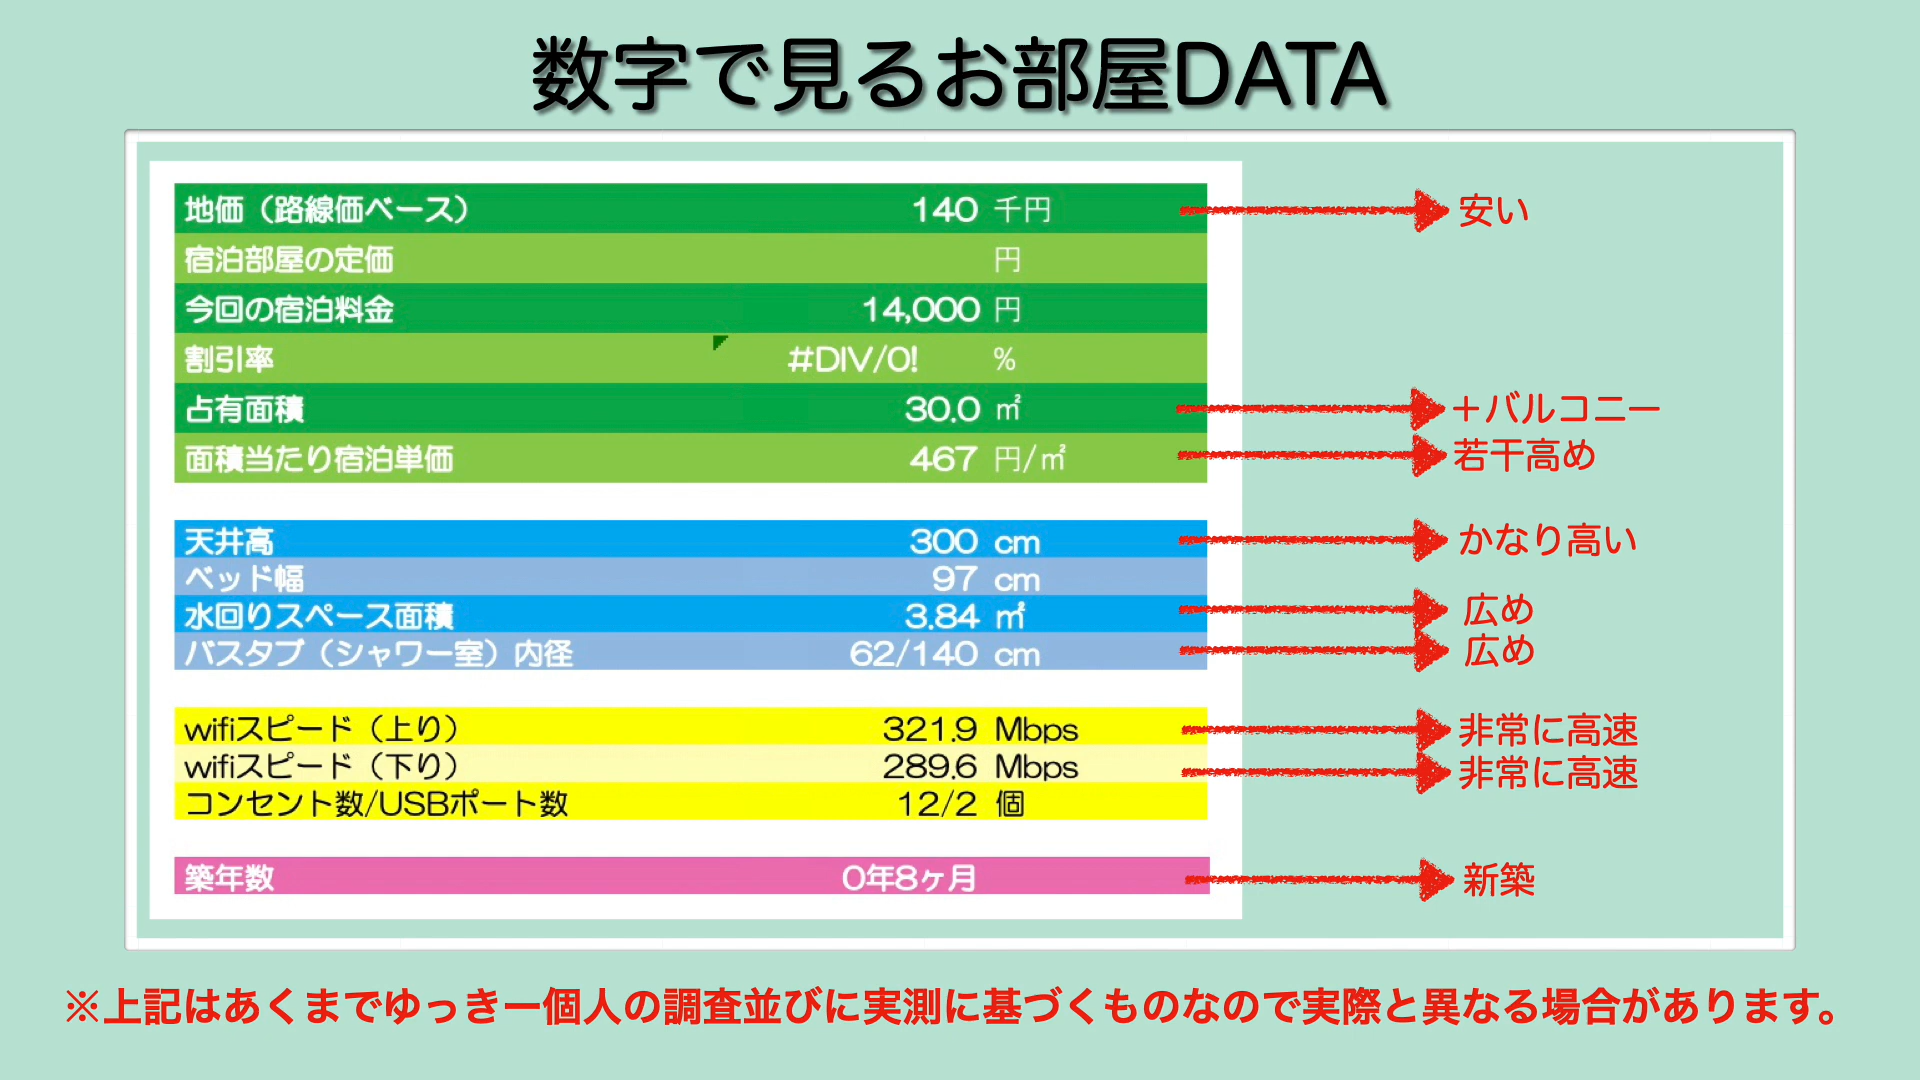 数字で見るお部屋DATA
地価（路線価ベース） 140 千円 安い
宿泊部屋の定価 円
今回の宿泊料金 14,000 円
割引率 #DIV/0! %
占有面積 30.0 ㎡ ＋バルコニー
面積当たり宿泊単価 467 円/㎡ 若干高め
天井高 300 cm かなり高い
ベッド幅 97 cm
水回りスペース面積 3.84 ㎡ 広め
バスタブ（シャワー室）内径 62/140 cm 広め
wifiスピード（上り） 321.9 Mbps 非常に高速
wifiスピード（下り） 289.6 Mbps 非常に高速
コンセント数/USBポート数 12/2 個
築年数 0年8ヶ月 新築
※上記はあくまでゆっきー個人の調査並びに実測に基づくものなので実際と異なる場合があります。